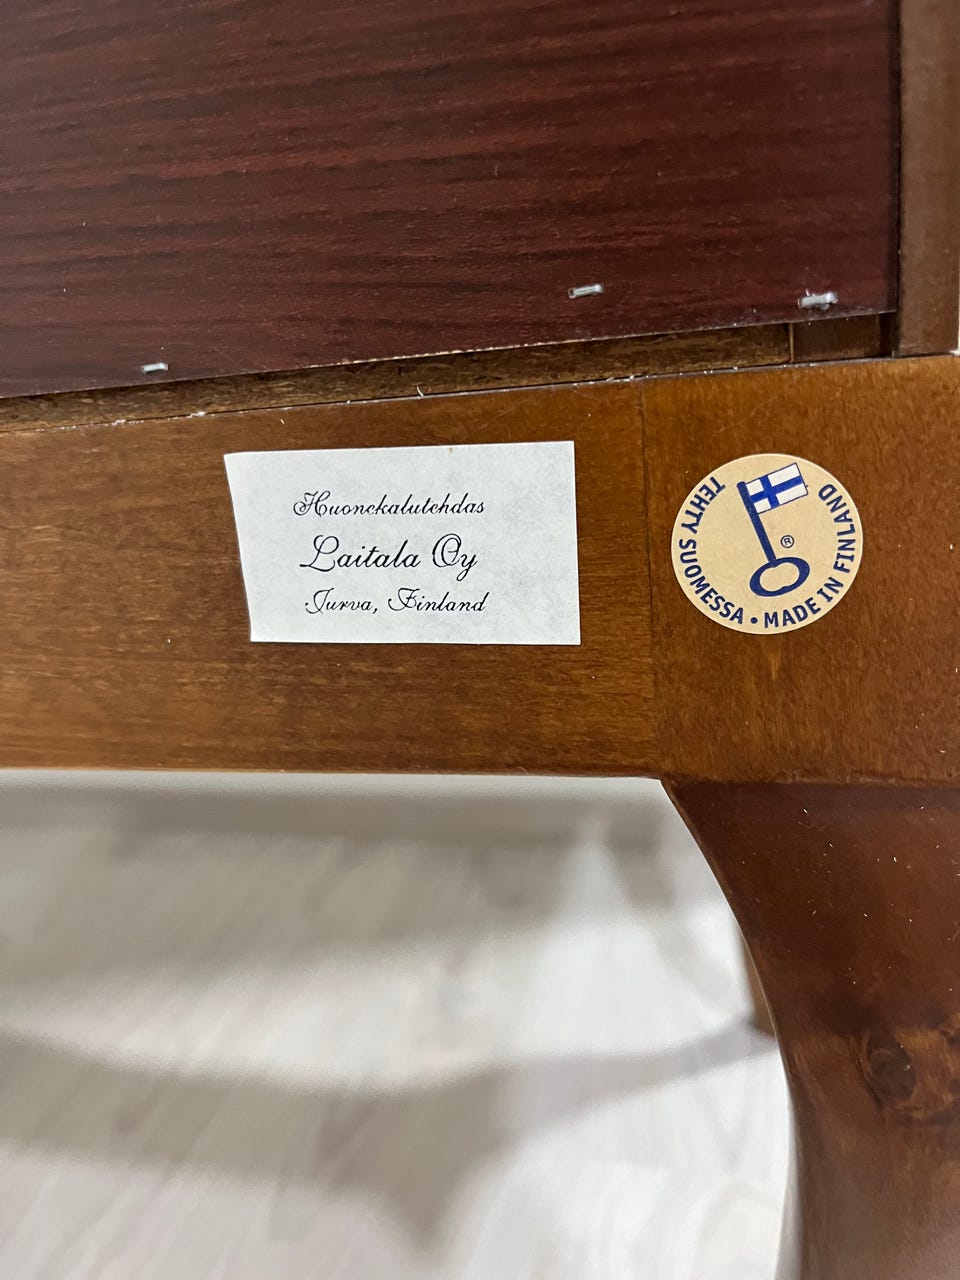 Huonekalutehdas
Laitala Oy
Jurva, Finland
TEHTY SUOMESSA • MADE IN FINLAND
®